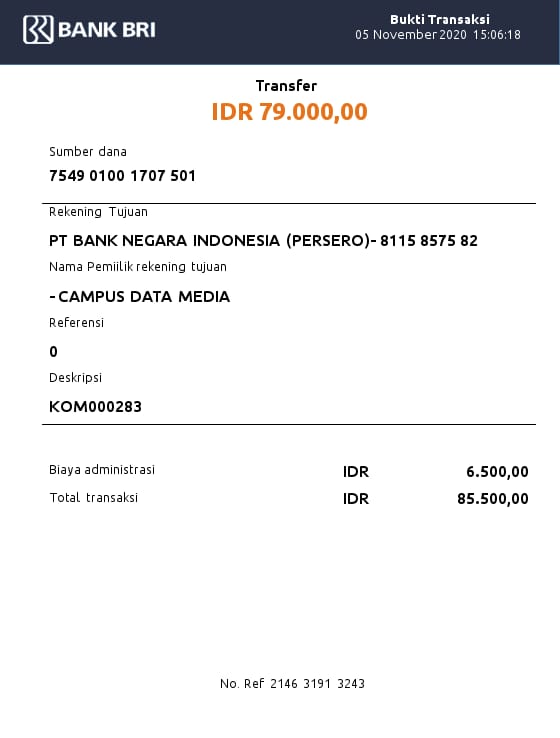 BANK BRI
Bukti Transaksi
05 November 2020 15:06:18
Transfer
IDR 79.000,00
Sumber dana
7549 0100 1707 501
Rekening Tujuan
PT BANK NEGARA INDONESIA (PERSERO)- 8115 8575 82
Nama Pemiilik rekening tujuan
-CAMPUS DATA MEDIA
Referensi
0
Deskripsi
KOM000283
Biaya administrasi IDR 6.500,00
Total transaksi IDR 85.500,00
No. Ref 2146 3191 3243